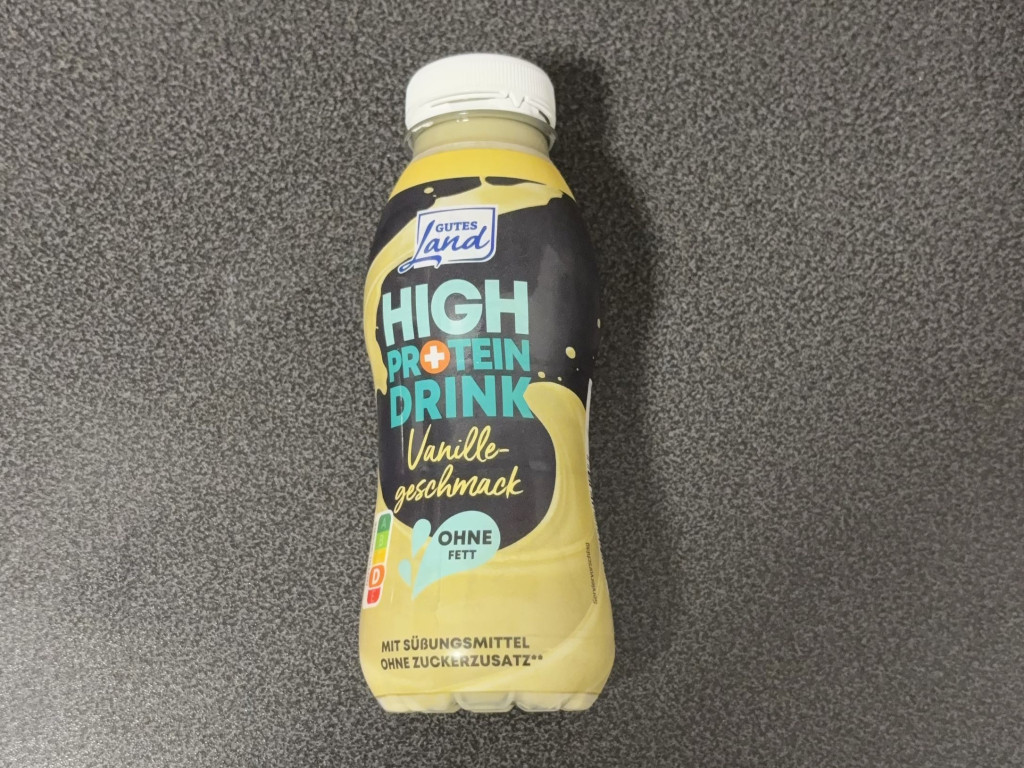 GUTES
Land
HIGH
PROTEIN
DRINK
Vanille-
geschmack
OHNE
FETT
D
MIT SÜßUNGSMITTEL
OHNE ZUCKERZUSATZ**